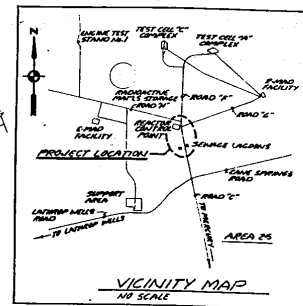 N
ENGINE TEST
STAND No.1
TEST CELL "C"
COMPLEX
TEST CELL "A"
COMPLEX
RADIOACTIVE
MAT'LS STORAGE
ROAD "H"
ROAD "F"
E-MAD
FACILITY
ROAD "G"
E-MAD
FACILITY
REACTOR
CONTROL
POINT
PROJECT LOCATION
SEWAGE LAGOONS
CANE SPRINGS
ROAD
SUPPORT
AREA
ROAD "C"
LATHROP WELLS
ROAD
TO LATHROP WELLS
TO MERCURY
AREA 25
VICINITY MAP
NO SCALE